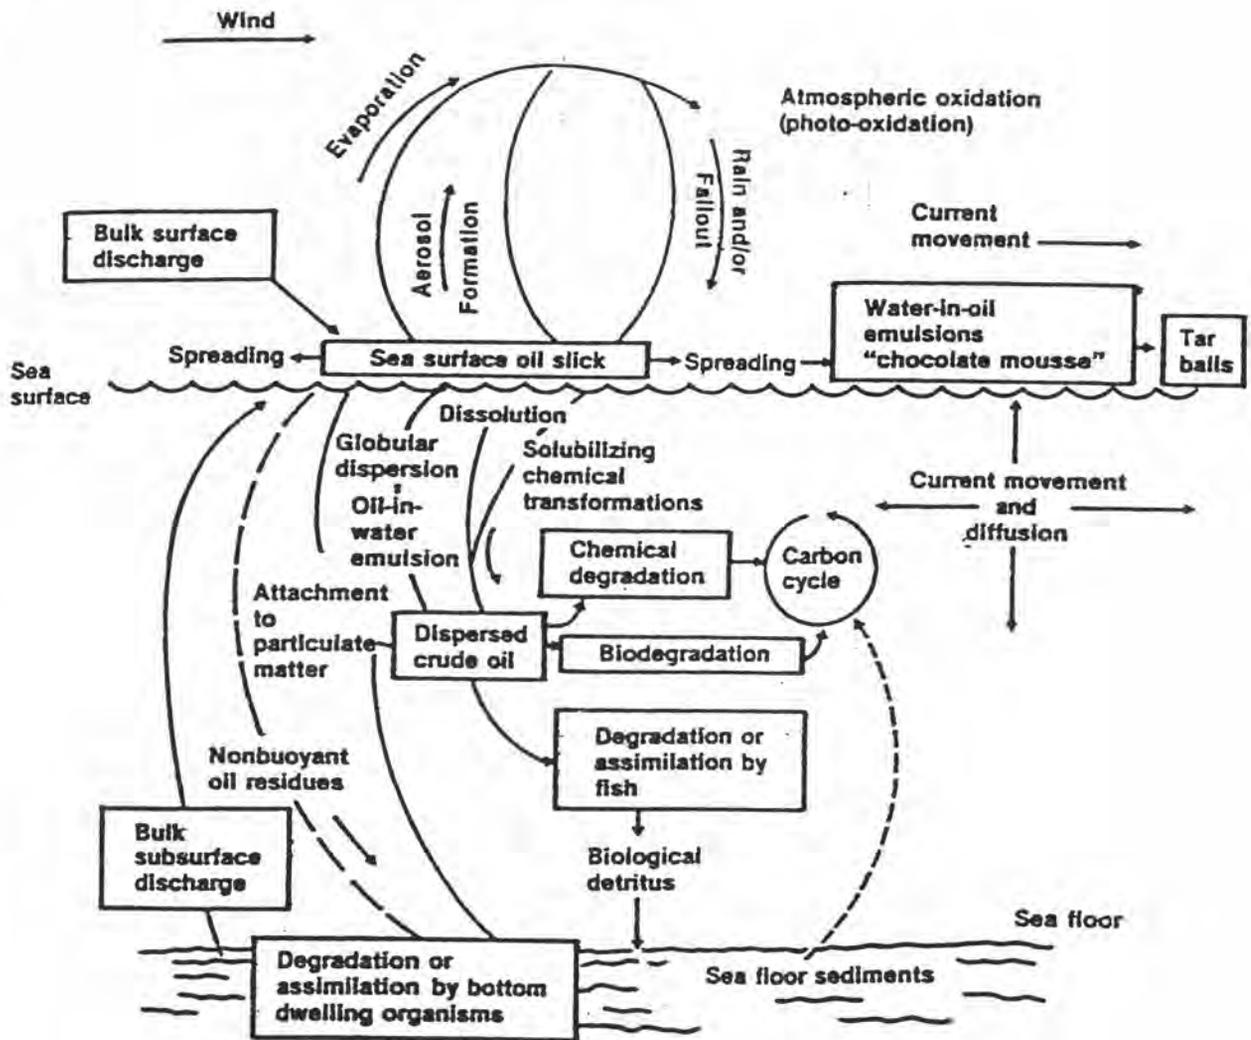 Wind
Evaporation
Atmospheric oxidation
(photo-oxidation)
Aerosol
Formation
Rain and/or
Fallout
Bulk surface
discharge
Current
movement
Water-in-oil
emulsions
“chocolate mousse”
Tar
balls
Spreading
Sea surface oil slick
Spreading
Sea
surface
Dissolution
Globular
dispersion
Oil-in-
water
emulsion
Solubilizing
chemical
transformations
Current movement
and
diffusion
Chemical
degradation
Carbon
cycle
Attachment
to
particulate
matter
Dispersed
crude oil
Biodegradation
Degradation or
assimilation by
fish
Nonbuoyant
oil residues
Bulk
subsurface
discharge
Biological
detritus
Sea floor
Degradation or
assimilation by bottom
dwelling organisms
Sea floor sediments